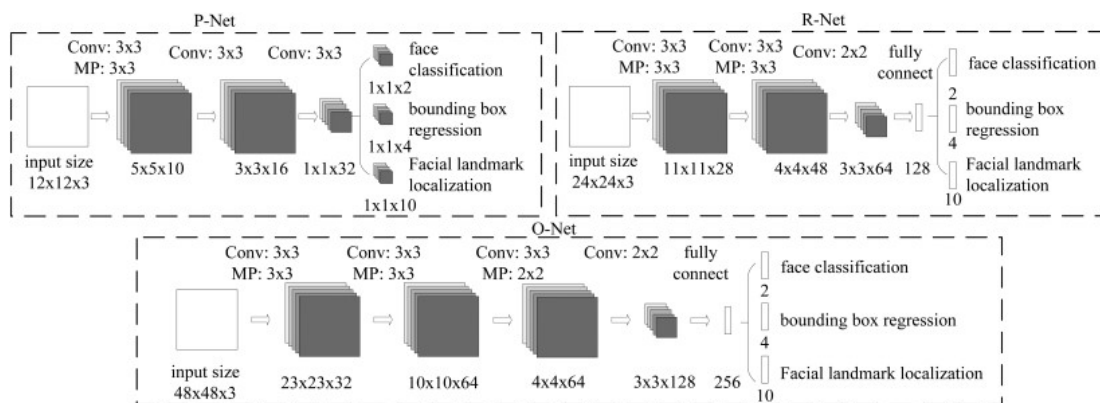 P-Net
Conv: 3x3 Conv: 3x3 Conv: 3x3
MP: 3x3
face
classification
1x1x2
bounding box
regression
1x1x4
Facial landmark
localization
1x1x10
input size
12x12x3
5x5x10
3x3x16
1x1x32
R-Net
Conv: 3x3 Conv: 3x3 Conv: 2x2 fully
MP: 3x3 MP: 3x3 connect
face classification
2
bounding box
regression
4
Facial landmark
localization
10
input size
24x24x3
11x11x28
4x4x48
3x3x64
128
O-Net
Conv: 3x3 Conv: 3x3 Conv: 3x3 Conv: 2x2 fully
MP: 3x3 MP: 3x3 MP: 2x2 connect
face classification
2
bounding box regression
4
Facial landmark localization
10
input size
48x48x3
23x23x32
10x10x64
4x4x64
3x3x128
256